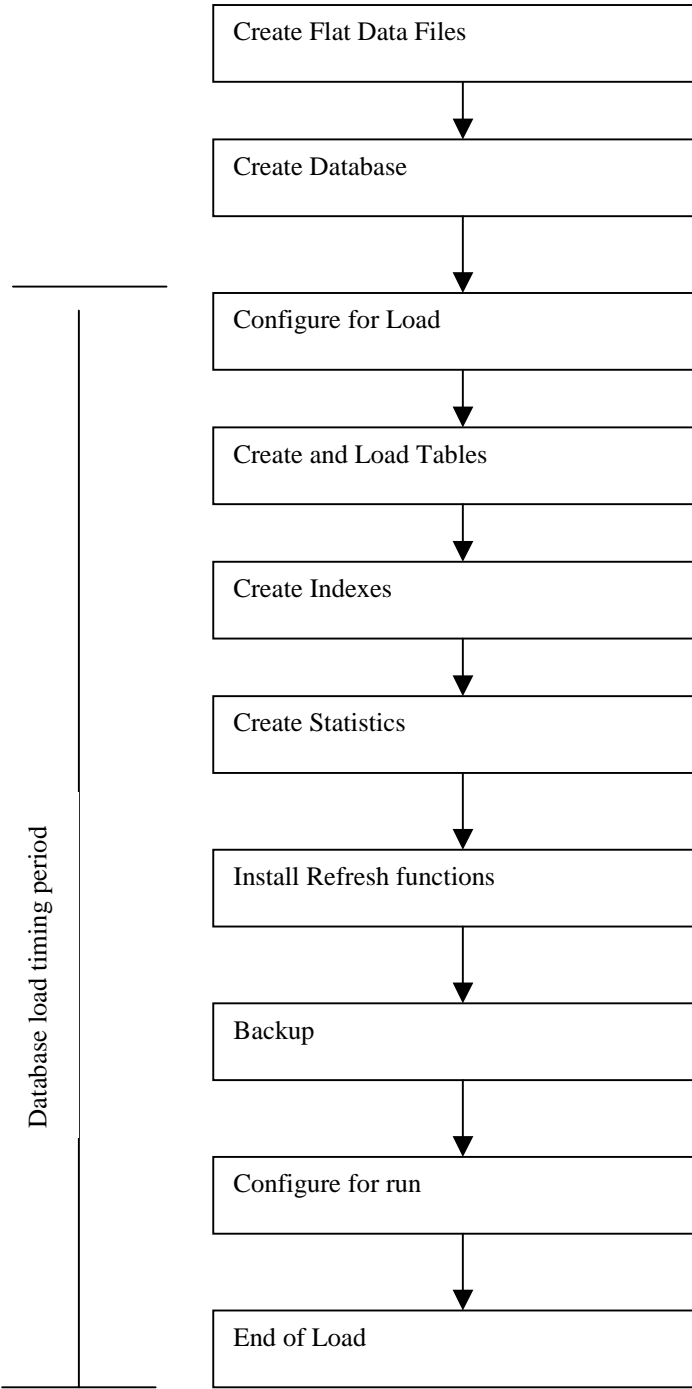 Create Flat Data Files
Create Database
Configure for Load
Create and Load Tables
Create Indexes
Create Statistics
Install Refresh functions
Backup
Configure for run
End of Load
Database load timing period